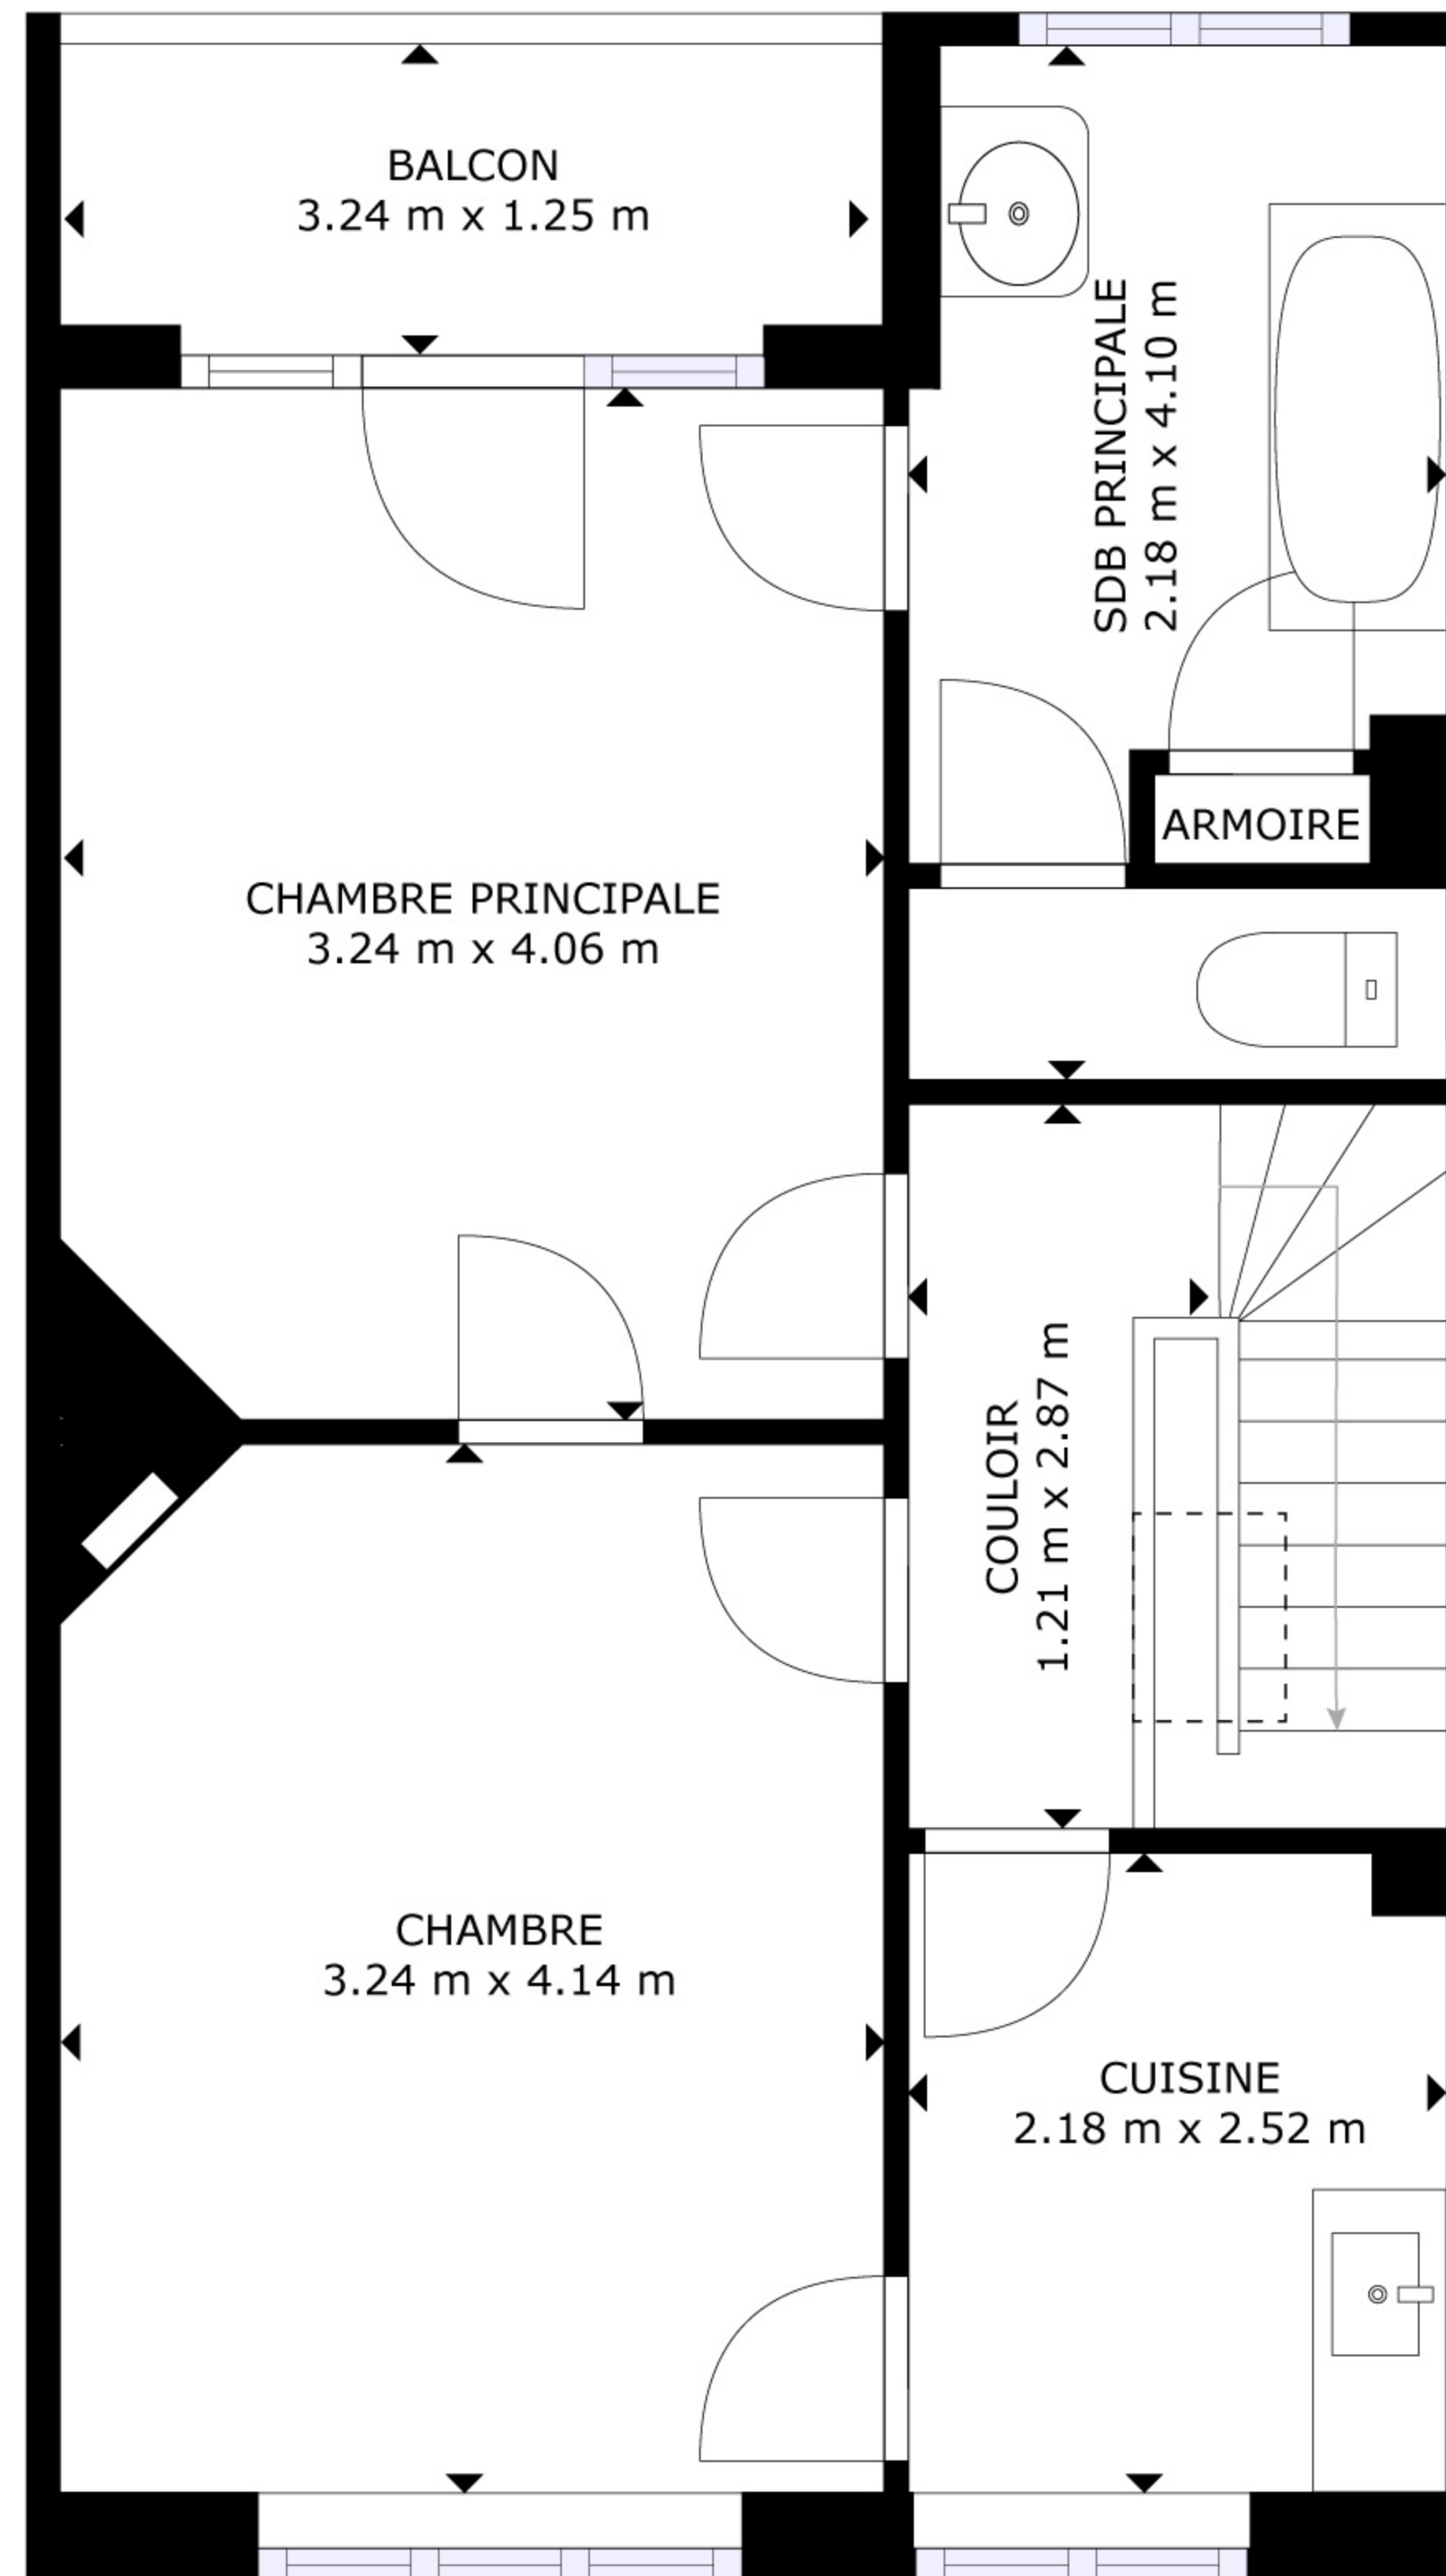 BALCON
3.24 m x 1.25 m
SDB PRINCIPALE
2.18 m x 4.10 m
ARMOIRE
CHAMBRE PRINCIPALE
3.24 m x 4.06 m
COULOIR
1.21 m x 2.87 m
CHAMBRE
3.24 m x 4.14 m
CUISINE
2.18 m x 2.52 m